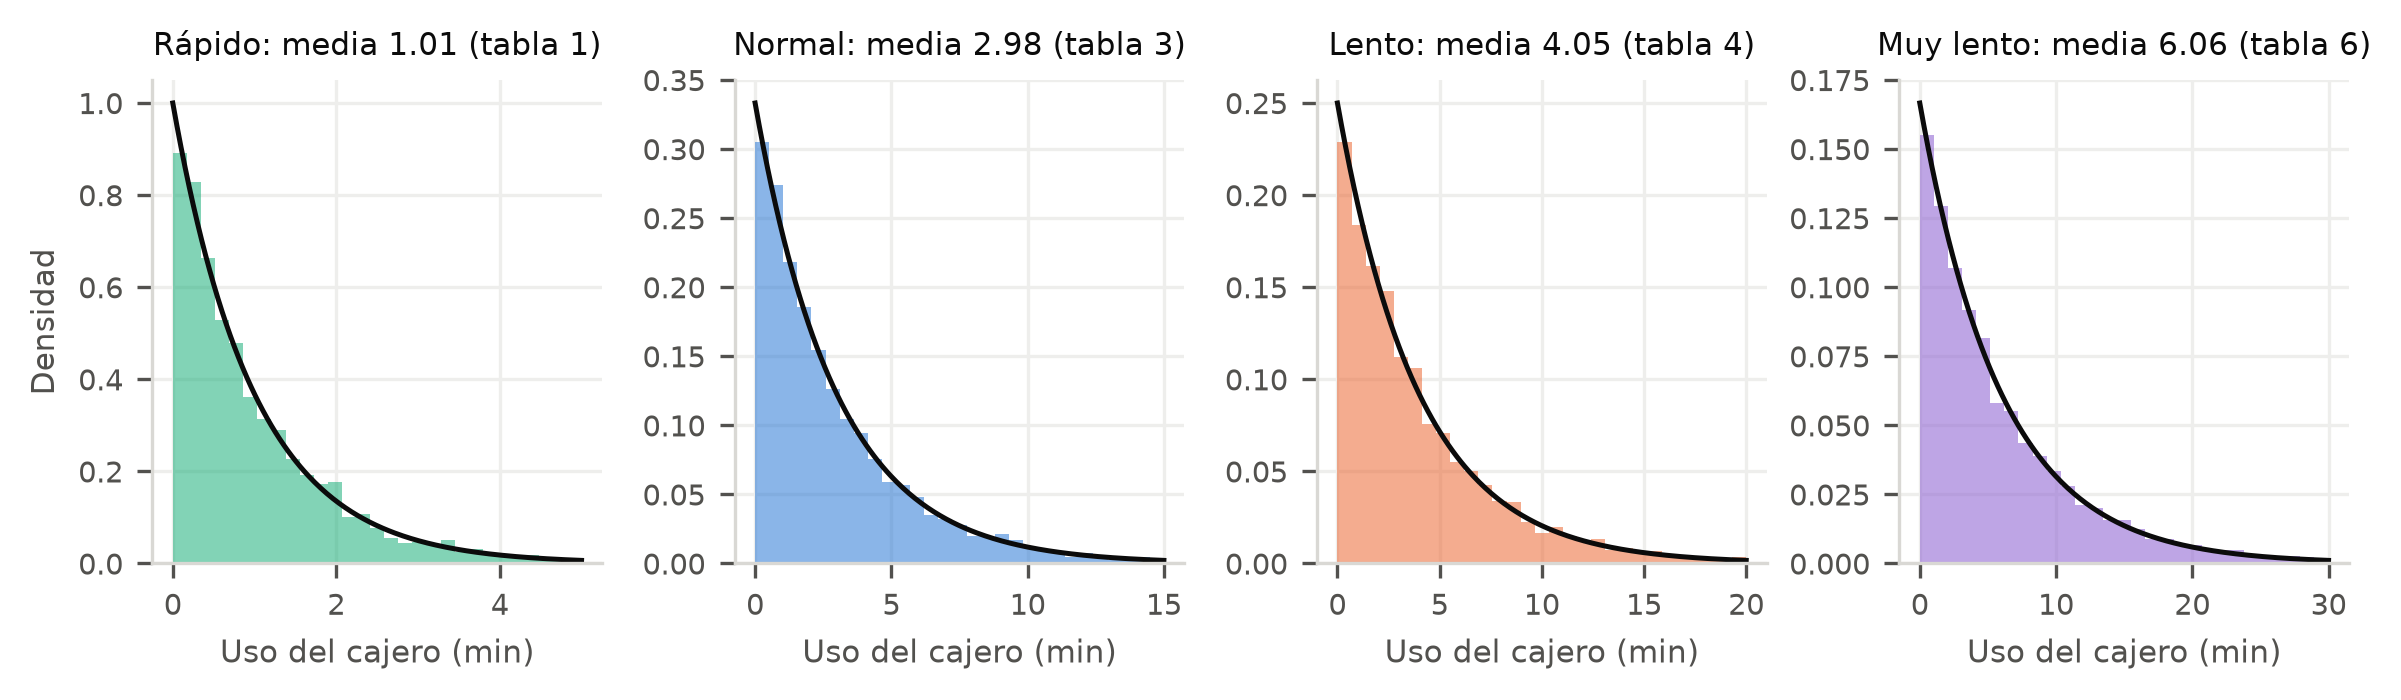 Rápido: media 1.01 (tabla 1)
Normal: media 2.98 (tabla 3)
Lento: media 4.05 (tabla 4)
Muy lento: media 6.06 (tabla 6)
Densidad
1.0
0.8
0.6
0.4
0.2
0.0
0 2 4
Uso del cajero (min)
0.35
0.30
0.25
0.20
0.15
0.10
0.05
0.00
0 5 10 15
Uso del cajero (min)
0.25
0.20
0.15
0.10
0.05
0.00
0 5 10 15 20
Uso del cajero (min)
0.175
0.150
0.125
0.100
0.075
0.050
0.025
0.000
0 10 20 30
Uso del cajero (min)